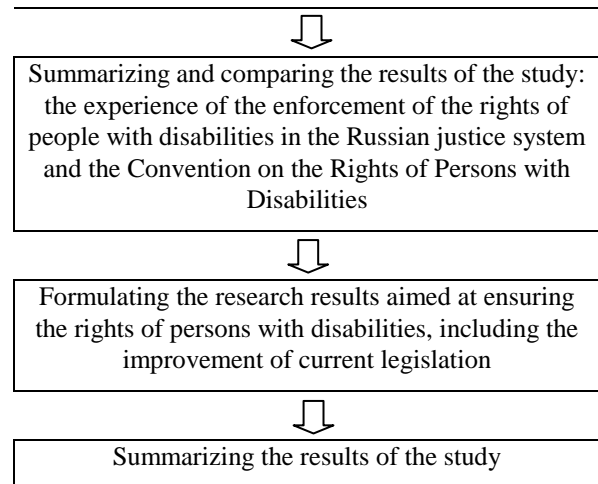 Summarizing and comparing the results of the study:
the experience of the enforcement of the rights of
people with disabilities in the Russian justice system
and the Convention on the Rights of Persons with
Disabilities
Formulating the research results aimed at ensuring
the rights of persons with disabilities, including the
improvement of current legislation
Summarizing the results of the study